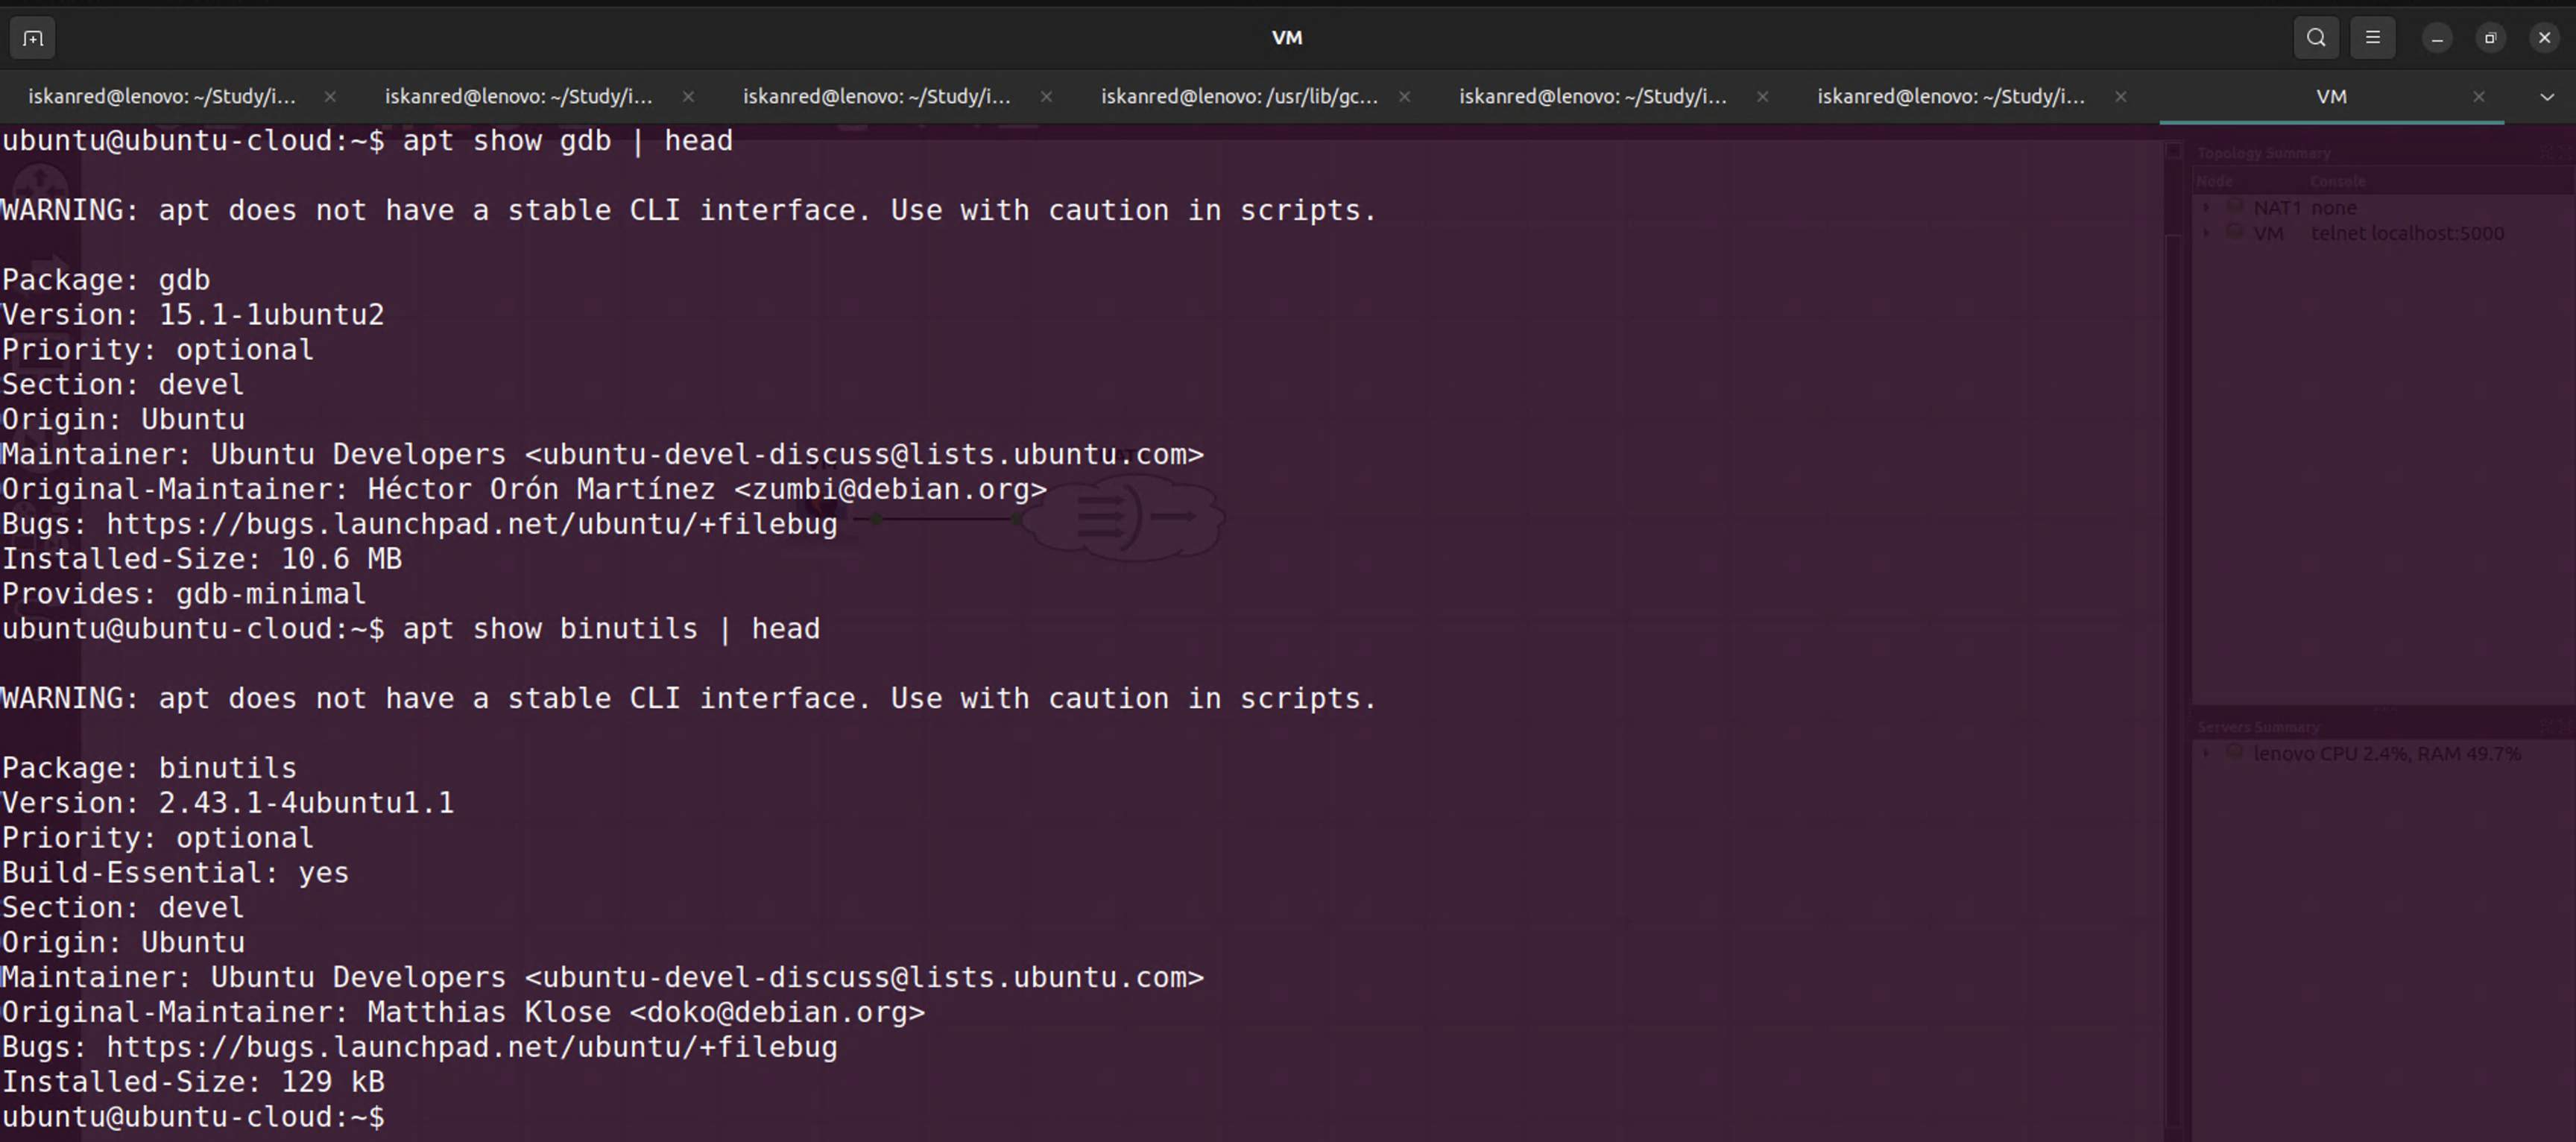 VM
iskanred@lenovo: ~/Study/i...
iskanred@lenovo: ~/Study/i...
iskanred@lenovo: ~/Study/i...
iskanred@lenovo: /usr/lib/gc...
iskanred@lenovo: ~/Study/i...
iskanred@lenovo: ~/Study/i...
VM
ubuntu@ubuntu-cloud:~$ apt show gdb | head
WARNING: apt does not have a stable CLI interface. Use with caution in scripts.
Package: gdb
Version: 15.1-1ubuntu2
Priority: optional
Section: devel
Origin: Ubuntu
Maintainer: Ubuntu Developers <ubuntu-devel-discuss@lists.ubuntu.com>
Original-Maintainer: Héctor Orón Martínez <zumbi@debian.org>
Bugs: https://bugs.launchpad.net/ubuntu/+filebug
Installed-Size: 10.6 MB
Provides: gdb-minimal
ubuntu@ubuntu-cloud:~$ apt show binutils | head
WARNING: apt does not have a stable CLI interface. Use with caution in scripts.
Package: binutils
Version: 2.43.1-4ubuntu1.1
Priority: optional
Build-Essential: yes
Section: devel
Origin: Ubuntu
Maintainer: Ubuntu Developers <ubuntu-devel-discuss@lists.ubuntu.com>
Original-Maintainer: Matthias Klose <doko@debian.org>
Bugs: https://bugs.launchpad.net/ubuntu/+filebug
Installed-Size: 129 kB
ubuntu@ubuntu-cloud:~$
Topology Summary
Node Console
NAT1 none
VM telnet localhost:5000
Servers Summary
lenovo CPU 2.4%, RAM 49.7%